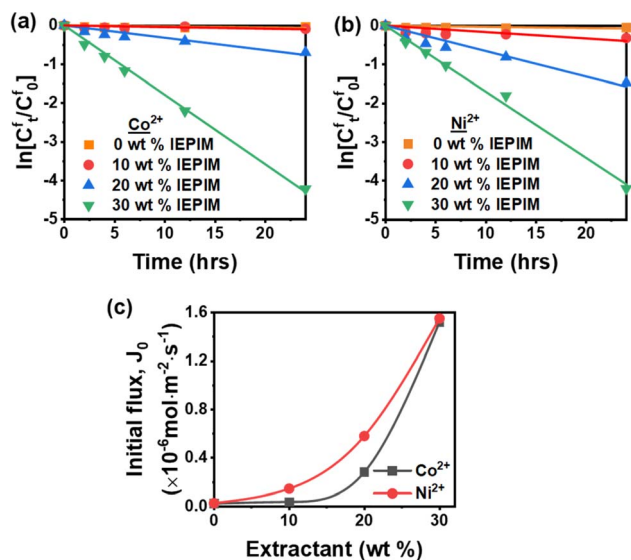 (a)
0
-1
-2
-3
-4
-5
ln[Cᶠₜ/Cᶠ₀]
Co²⁺
0 wt % IEPIM
10 wt % IEPIM
20 wt % IEPIM
30 wt % IEPIM
0 5 10 15 20
Time (hrs)
(b)
0
-1
-2
-3
-4
-5
ln[Cᶠₜ/Cᶠ₀]
Ni²⁺
0 wt % IEPIM
10 wt % IEPIM
20 wt % IEPIM
30 wt % IEPIM
0 5 10 15 20
Time (hrs)
(c)
1.6
1.2
0.8
0.4
0.0
Initial flux, J₀
(×10⁻⁶mol·m⁻²·s⁻¹)
Co²⁺
Ni²⁺
0 10 20 30
Extractant (wt %)